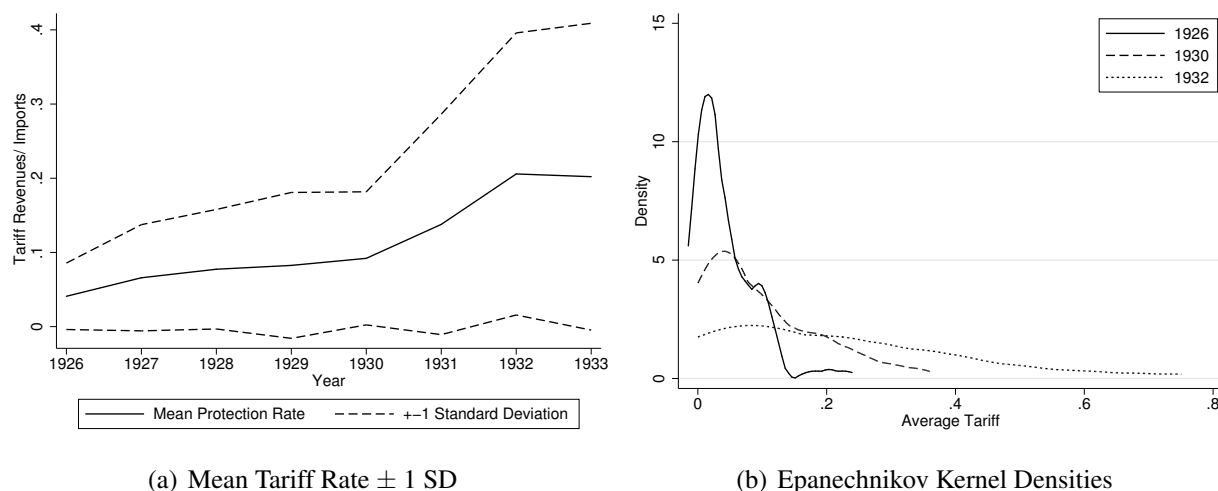 .4
.3
.2
.1
0
Tariff Revenues/ Imports
1926 1927 1928 1929 1930 1931 1932 1933
Year
Mean Protection Rate
+−1 Standard Deviation
(a) Mean Tariff Rate ± 1 SD
15
10
5
0
Density
1926
1930
1932
0 .2 .4 .6 .8
Average Tariff
(b) Epanechnikov Kernel Densities